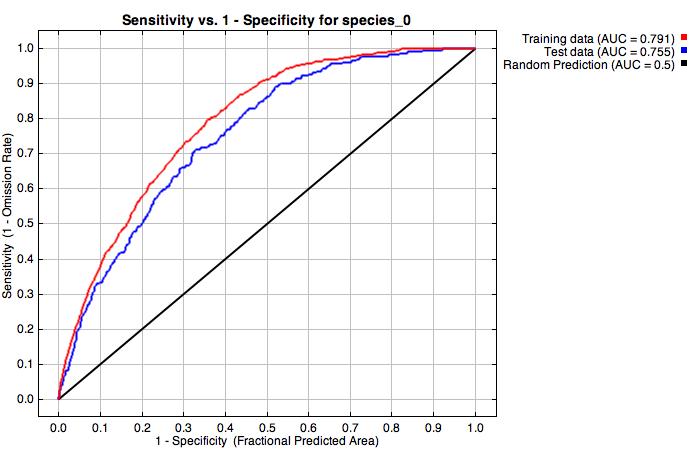 Sensitivity vs. 1 - Specificity for species_0
Training data (AUC = 0.791)
Test data (AUC = 0.755)
Random Prediction (AUC = 0.5)
Sensitivity (1 - Omission Rate)
1.0
0.9
0.8
0.7
0.6
0.5
0.4
0.3
0.2
0.1
0.0
0.0 0.1 0.2 0.3 0.4 0.5 0.6 0.7 0.8 0.9 1.0
1 - Specificity (Fractional Predicted Area)